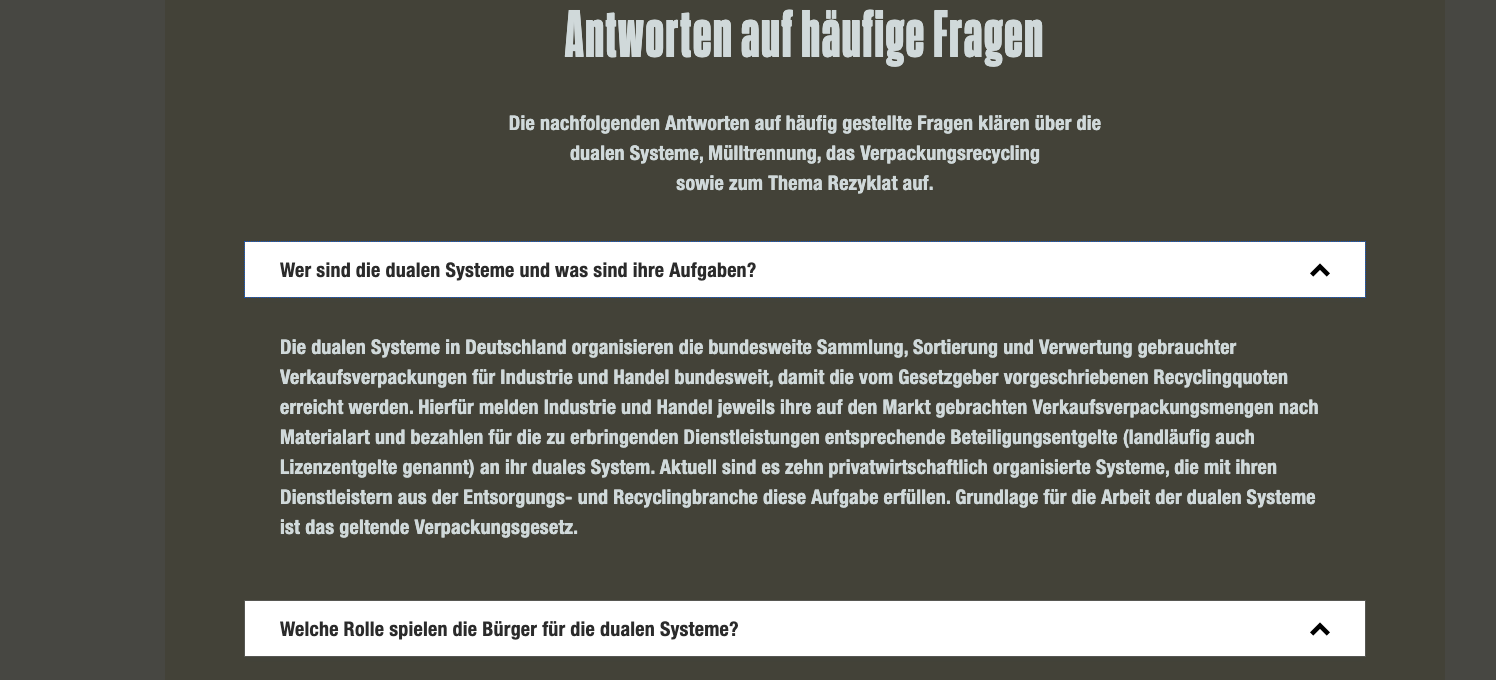 Antworten auf häufige Fragen
Die nachfolgenden Antworten auf häufig gestellte Fragen klären über die
dualen Systeme, Mülltrennung, das Verpackungsrecycling
sowie zum Thema Rezyklat auf.
Wer sind die dualen Systeme und was sind ihre Aufgaben?
Die dualen Systeme in Deutschland organisieren die bundesweite Sammlung, Sortierung und Verwertung gebrauchter
Verkaufsverpackungen für Industrie und Handel bundesweit, damit die vom Gesetzgeber vorgeschriebenen Recyclingquoten
erreicht werden. Hierfür melden Industrie und Handel jeweils ihre auf den Markt gebrachten Verkaufsverpackungsmengen nach
Materialart und bezahlen für die zu erbringenden Dienstleistungen entsprechende Beteiligungsentgelte (landläufig auch
Lizenzentgelte genannt) an ihr duales System. Aktuell sind es zehn privatwirtschaftlich organisierte Systeme, die mit ihren
Dienstleistern aus der Entsorgungs- und Recyclingbranche diese Aufgabe erfüllen. Grundlage für die Arbeit der dualen Systeme
ist das geltende Verpackungsgesetz.
Welche Rolle spielen die Bürger für die dualen Systeme?